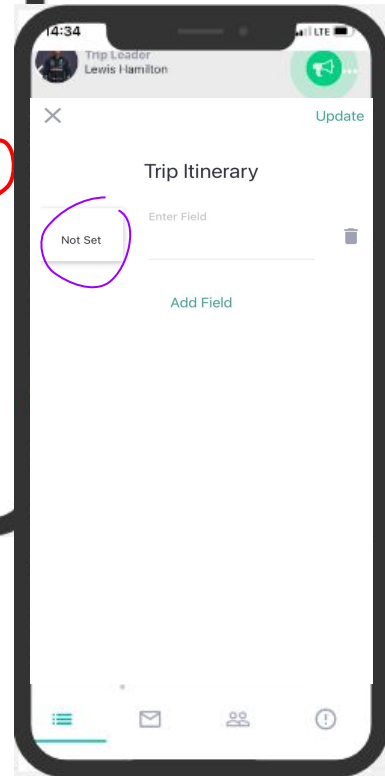 14:34
LTE
Trip Leader
Lewis Hamilton
Update
Trip Itinerary
Enter Field
Not Set
Add Field